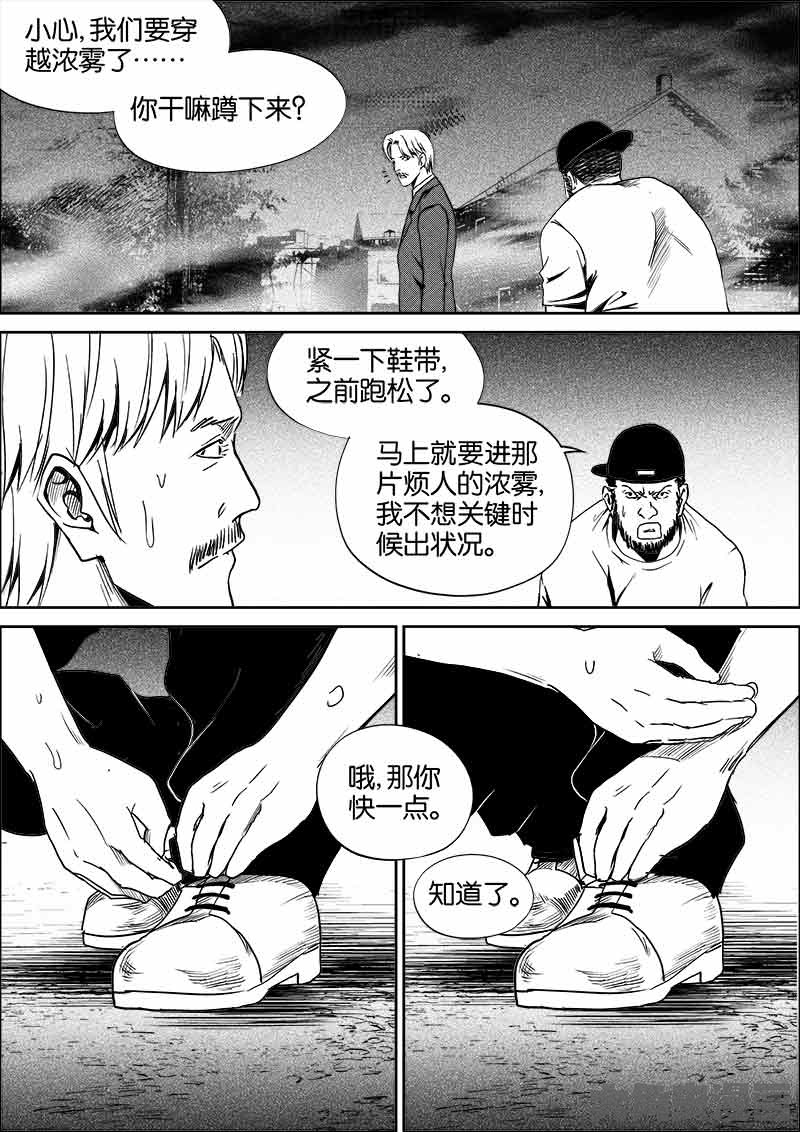 小心,我们要穿
越浓雾了……
你干嘛蹲下来?
紧一下鞋带,
之前跑松了。
马上就要进那
片烦人的浓雾,
我不想关键时
候出状况。
哦,那你
快一点。
知道了。